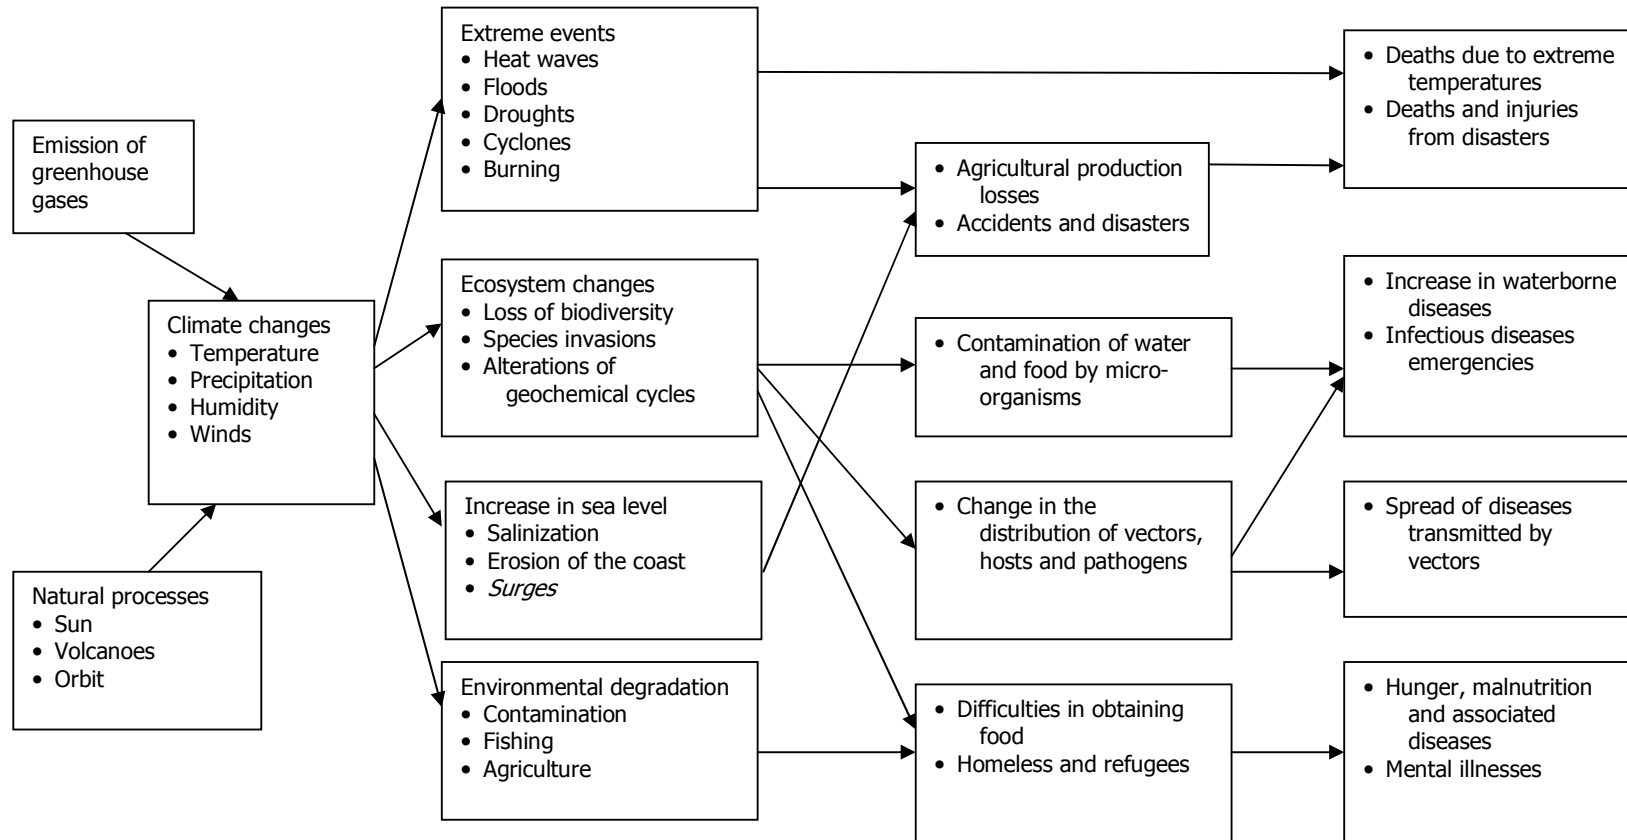 Emission of
greenhouse
gases
Climate changes
• Temperature
• Precipitation
• Humidity
• Winds
Natural processes
• Sun
• Volcanoes
• Orbit
Extreme events
• Heat waves
• Floods
• Droughts
• Cyclones
• Burning
Ecosystem changes
• Loss of biodiversity
• Species invasions
• Alterations of
geochemical cycles
Increase in sea level
• Salinization
• Erosion of the coast
• Surges
Environmental degradation
• Contamination
• Fishing
• Agriculture
• Agricultural production
losses
• Accidents and disasters
• Contamination of water
and food by micro-
organisms
• Change in the
distribution of vectors,
hosts and pathogens
• Difficulties in obtaining
food
• Homeless and refugees
• Deaths due to extreme
temperatures
• Deaths and injuries
from disasters
• Increase in waterborne
diseases
• Infectious diseases
emergencies
• Spread of diseases
transmitted by
vectors
• Hunger, malnutrition
and associated
diseases
• Mental illnesses